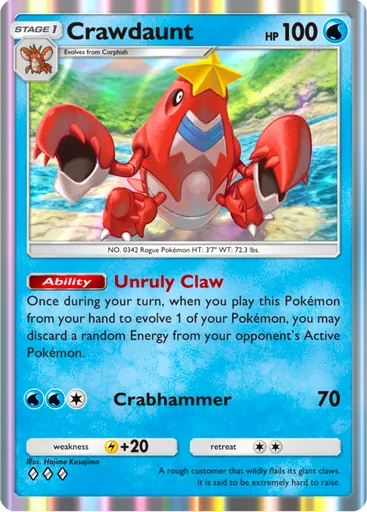 STAGE 1
Crawdaunt
HP 100
Evolves from Corphish
NO. 0342 Rogue Pokémon HT: 3'7" WT: 72.3 lbs.
Ability Unruly Claw
Once during your turn, when you play this Pokémon
from your hand to evolve 1 of your Pokémon, you may
discard a random Energy from your opponent's Active
Pokémon.
Crabhammer 70
weakness +20 retreat
Illus. Hajime Kusajima
A rough customer that wildly flails its giant claws.
It is said to be extremely hard to raise.